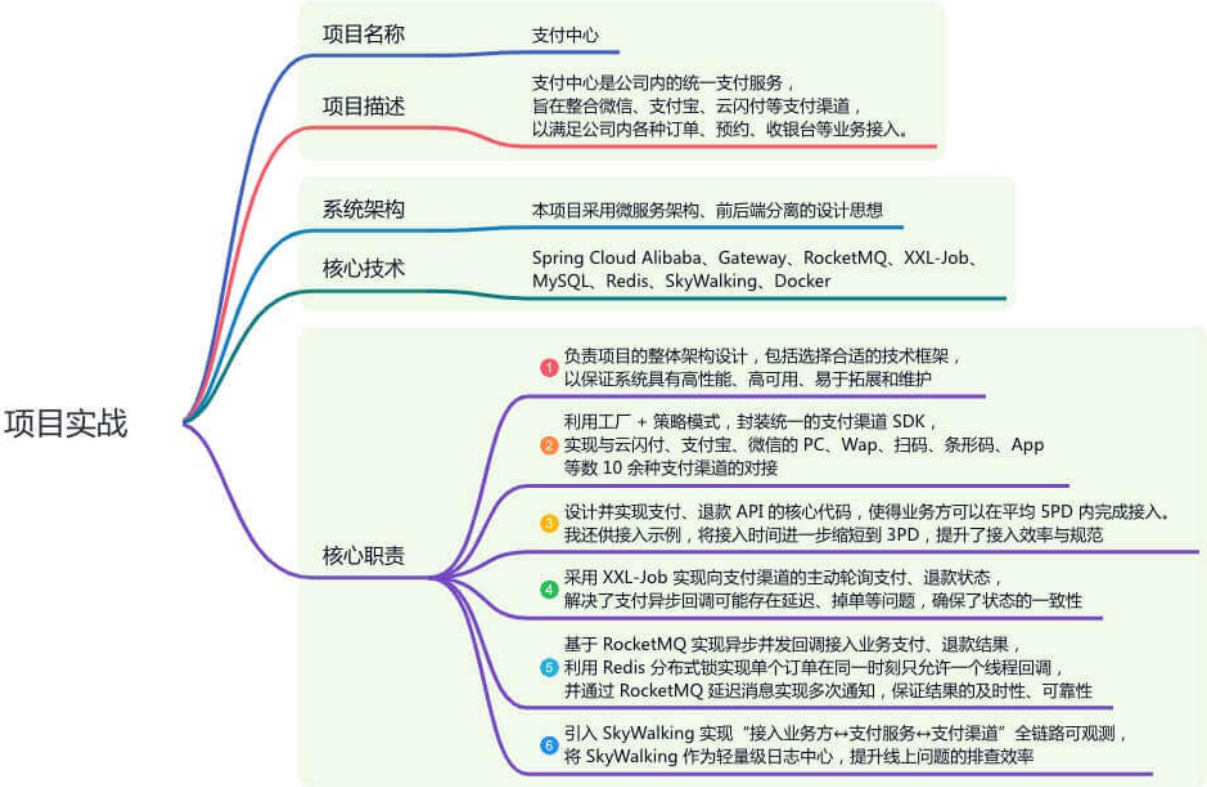 项目实战
项目名称
支付中心
项目描述
支付中心是公司内的统一支付服务，
旨在整合微信、支付宝、云闪付等支付渠道，
以满足公司内各种订单、预约、收银台等业务接入。
系统架构
本项目采用微服务架构、前后端分离的设计思想
核心技术
Spring Cloud Alibaba、Gateway、RocketMQ、XXL-Job、
MySQL、Redis、SkyWalking、Docker
核心职责
1 负责项目的整体架构设计，包括选择合适的技术框架，
以保证系统具有高性能、高可用、易于拓展和维护
2 利用工厂 + 策略模式，封装统一的支付渠道 SDK，
实现与云闪付、支付宝、微信的 PC、Wap、扫码、条形码、App
等数 10 余种支付渠道的对接
3 设计并实现支付、退款 API 的核心代码，使得业务方可以在平均 5PD 内完成接入。
我还供接入示例，将接入时间进一步缩短到 3PD，提升了接入效率与规范
4 采用 XXL-Job 实现向支付渠道的主动轮询支付、退款状态，
解决了支付异步回调可能存在延迟、掉单等问题，确保了状态的一致性
5 基于 RocketMQ 实现异步并发回调接入业务支付、退款结果，
利用 Redis 分布式锁实现单个订单在同一时刻只允许一个线程回调，
并通过 RocketMQ 延迟消息实现多次通知，保证结果的及时性、可靠性
6 引入 SkyWalking 实现“接入业务方↔支付服务↔支付渠道”全链路可观测，
将 SkyWalking 作为轻量级日志中心，提升线上问题的排查效率